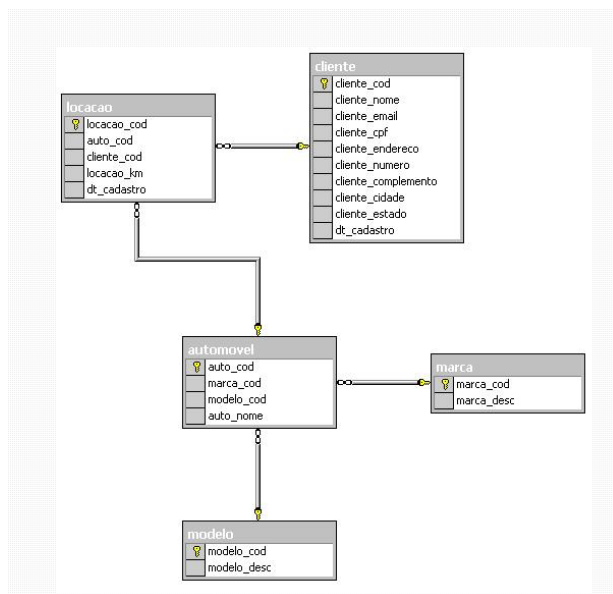 cliente
cliente_cod
cliente_nome
cliente_email
cliente_cpf
cliente_endereco
cliente_numero
cliente_complemento
cliente_cidade
cliente_estado
dt_cadastro
locacao
locacao_cod
auto_cod
cliente_cod
locacao_km
dt_cadastro
automovel
auto_cod
marca_cod
modelo_cod
auto_nome
marca
marca_cod
marca_desc
modelo
modelo_cod
modelo_desc